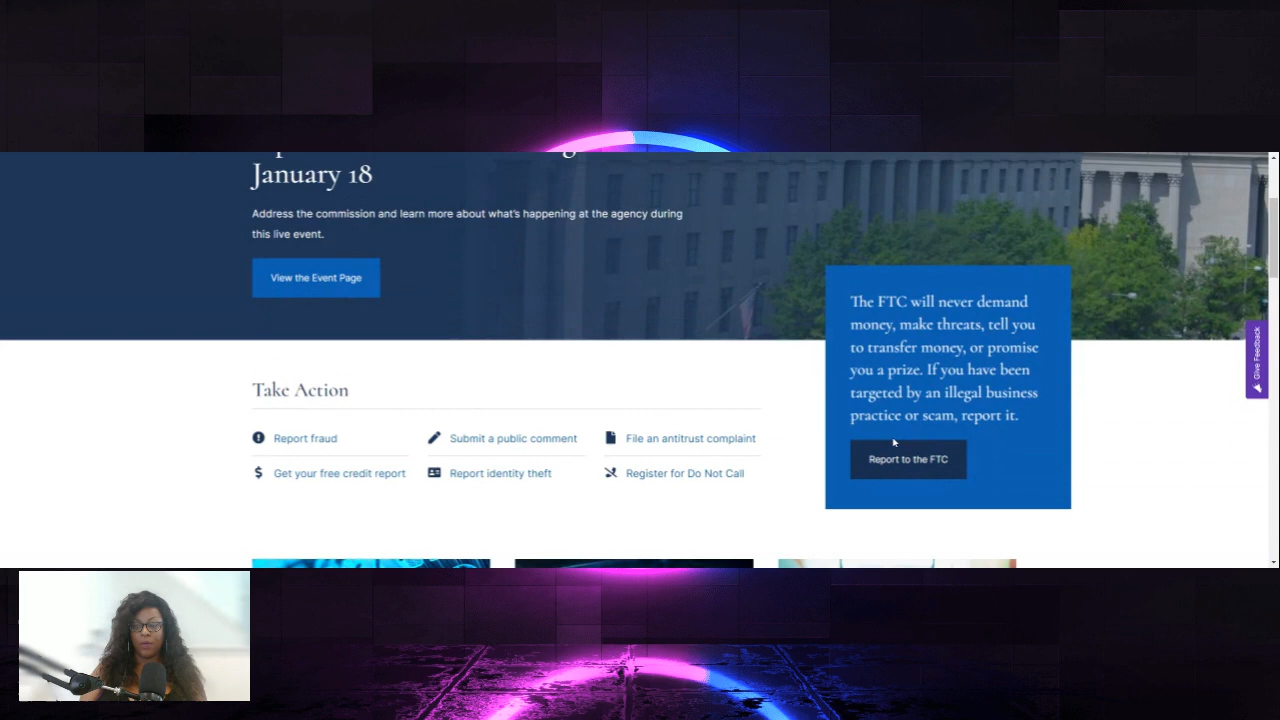 January 18
Address the commission and learn more about what's happening at the agency during
this live event.
View the Event Page
The FTC will never demand
money, make threats, tell you
to transfer money, or promise
you a prize. If you have been
targeted by an illegal business
practice or scam, report it.
Report to the FTC
Give Feedback
Take Action
Report fraud
Submit a public comment
File an antitrust complaint
Get your free credit report
Report identity theft
Register for Do Not Call